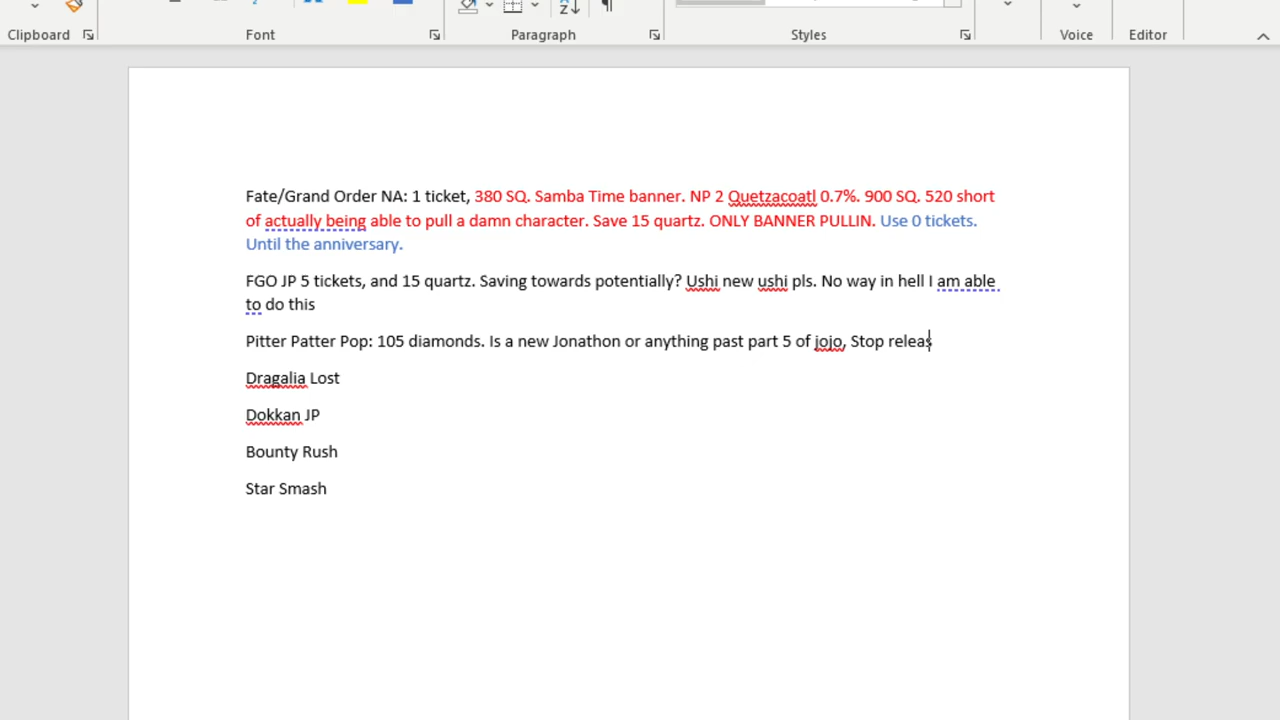 Clipboard Font Paragraph Styles Voice Editor
Fate/Grand Order NA: 1 ticket, 380 SQ. Samba Time banner. NP 2 Quetzacoatl 0.7%. 900 SQ. 520 short
of actually being able to pull a damn character. Save 15 quartz. ONLY BANNER PULLIN. Use 0 tickets.
Until the anniversary.
FGO JP 5 tickets, and 15 quartz. Saving towards potentially? Ushi new ushi pls. No way in hell I am able
to do this
Pitter Patter Pop: 105 diamonds. Is a new Jonathon or anything past part 5 of jojo, Stop releas
Dragalia Lost
Dokkan JP
Bounty Rush
Star Smash